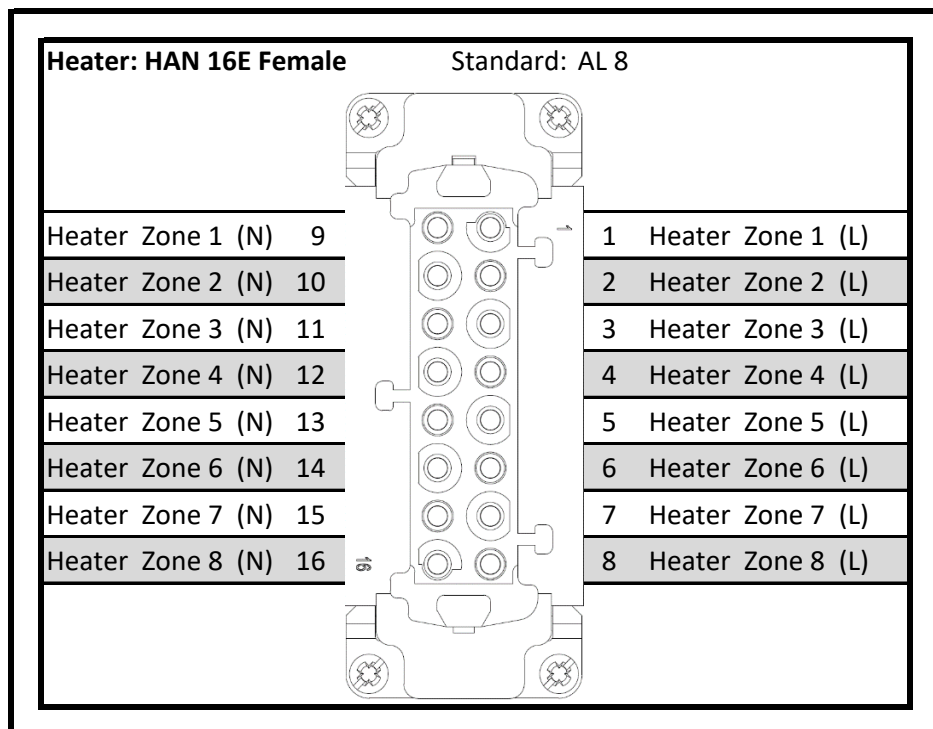 Heater: HAN 16E Female Standard: AL 8
Heater Zone 1 (N) 9 1 1 Heater Zone 1 (L)
Heater Zone 2 (N) 10 2 Heater Zone 2 (L)
Heater Zone 3 (N) 11 3 Heater Zone 3 (L)
Heater Zone 4 (N) 12 4 Heater Zone 4 (L)
Heater Zone 5 (N) 13 5 Heater Zone 5 (L)
Heater Zone 6 (N) 14 6 Heater Zone 6 (L)
Heater Zone 7 (N) 15 7 Heater Zone 7 (L)
Heater Zone 8 (N) 16 16 8 Heater Zone 8 (L)